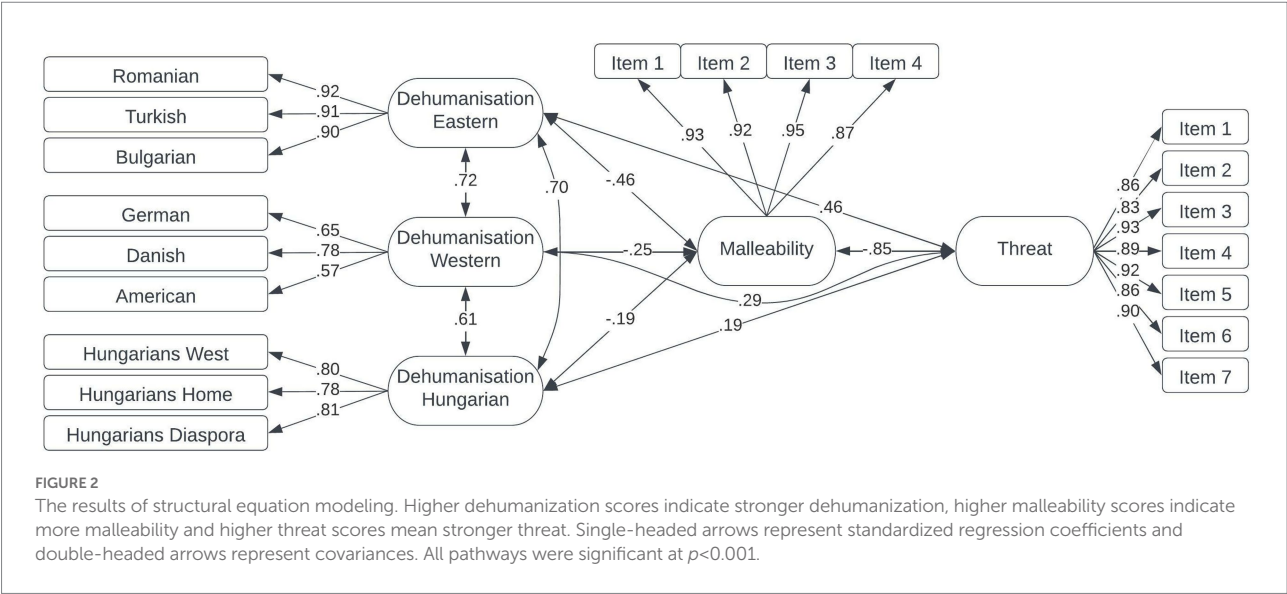 Romanian
Turkish
Bulgarian
.92
.91
.90
Dehumanisation
Eastern
German
Danish
American
.65
.78
.57
Dehumanisation
Western
Hungarians West
Hungarians Home
Hungarians Diaspora
.80
.78
.81
Dehumanisation
Hungarian
.72
.61
.70
-.46
-.25
-.19
Item 1
Item 2
Item 3
Item 4
.93
.92
.95
.87
Malleability
.46
-.85
.29
.19
Threat
.86
.83
.93
.89
.92
.86
.90
Item 1
Item 2
Item 3
Item 4
Item 5
Item 6
Item 7
FIGURE 2
The results of structural equation modeling. Higher dehumanization scores indicate stronger dehumanization, higher malleability scores indicate
more malleability and higher threat scores mean stronger threat. Single-headed arrows represent standardized regression coefficients and
double-headed arrows represent covariances. All pathways were significant at p<0.001.